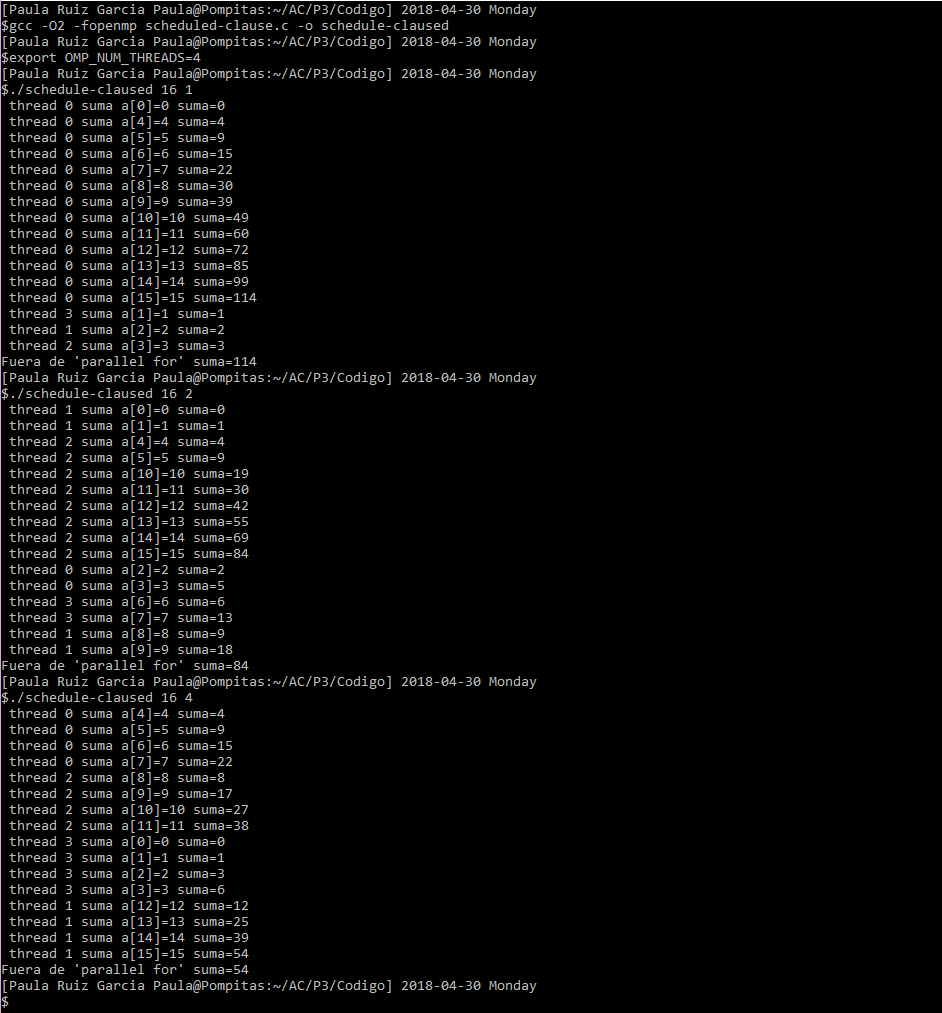 [Paula Ruiz Garcia Paula@Pompitas:~/AC/P3/Codigo] 2018-04-30 Monday
$gcc -O2 -fopenmp scheduled-clause.c -o schedule-claused
[Paula Ruiz Garcia Paula@Pompitas:~/AC/P3/Codigo] 2018-04-30 Monday
$export OMP_NUM_THREADS=4
[Paula Ruiz Garcia Paula@Pompitas:~/AC/P3/Codigo] 2018-04-30 Monday
$./schedule-claused 16 1
 thread 0 suma a[0]=0 suma=0
 thread 0 suma a[4]=4 suma=4
 thread 0 suma a[5]=5 suma=9
 thread 0 suma a[6]=6 suma=15
 thread 0 suma a[7]=7 suma=22
 thread 0 suma a[8]=8 suma=30
 thread 0 suma a[9]=9 suma=39
 thread 0 suma a[10]=10 suma=49
 thread 0 suma a[11]=11 suma=60
 thread 0 suma a[12]=12 suma=72
 thread 0 suma a[13]=13 suma=85
 thread 0 suma a[14]=14 suma=99
 thread 0 suma a[15]=15 suma=114
 thread 3 suma a[1]=1 suma=1
 thread 1 suma a[2]=2 suma=2
 thread 2 suma a[3]=3 suma=3
Fuera de 'parallel for' suma=114
[Paula Ruiz Garcia Paula@Pompitas:~/AC/P3/Codigo] 2018-04-30 Monday
$./schedule-claused 16 2
 thread 1 suma a[0]=0 suma=0
 thread 1 suma a[1]=1 suma=1
 thread 2 suma a[4]=4 suma=4
 thread 2 suma a[5]=5 suma=9
 thread 2 suma a[10]=10 suma=19
 thread 2 suma a[11]=11 suma=30
 thread 2 suma a[12]=12 suma=42
 thread 2 suma a[13]=13 suma=55
 thread 2 suma a[14]=14 suma=69
 thread 2 suma a[15]=15 suma=84
 thread 0 suma a[2]=2 suma=2
 thread 0 suma a[3]=3 suma=5
 thread 3 suma a[6]=6 suma=6
 thread 3 suma a[7]=7 suma=13
 thread 1 suma a[8]=8 suma=9
 thread 1 suma a[9]=9 suma=18
Fuera de 'parallel for' suma=84
[Paula Ruiz Garcia Paula@Pompitas:~/AC/P3/Codigo] 2018-04-30 Monday
$./schedule-claused 16 4
 thread 0 suma a[4]=4 suma=4
 thread 0 suma a[5]=5 suma=9
 thread 0 suma a[6]=6 suma=15
 thread 0 suma a[7]=7 suma=22
 thread 2 suma a[8]=8 suma=8
 thread 2 suma a[9]=9 suma=17
 thread 2 suma a[10]=10 suma=27
 thread 2 suma a[11]=11 suma=38
 thread 3 suma a[0]=0 suma=0
 thread 3 suma a[1]=1 suma=1
 thread 3 suma a[2]=2 suma=3
 thread 3 suma a[3]=3 suma=6
 thread 1 suma a[12]=12 suma=12
 thread 1 suma a[13]=13 suma=25
 thread 1 suma a[14]=14 suma=39
 thread 1 suma a[15]=15 suma=54
Fuera de 'parallel for' suma=54
[Paula Ruiz Garcia Paula@Pompitas:~/AC/P3/Codigo] 2018-04-30 Monday
$